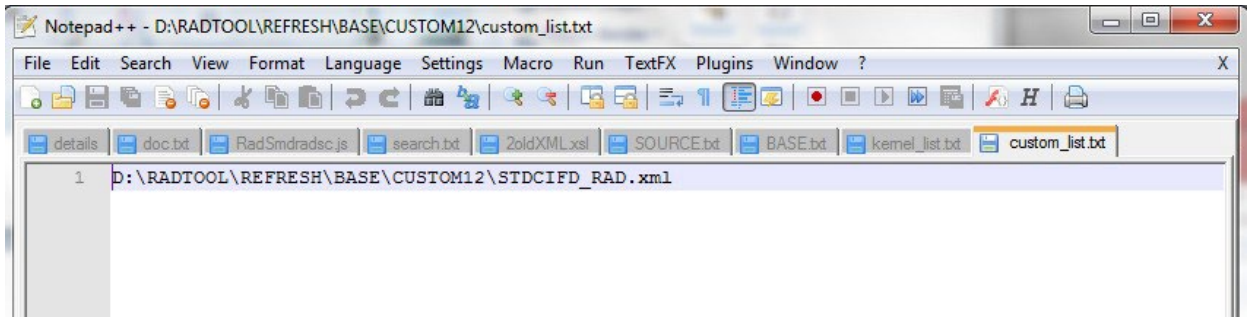 Notepad++ - D:\RADTOOL\REFRESH\BASE\CUSTOM12\custom_list.txt
File Edit Search View Format Language Settings Macro Run TextFX Plugins Window ? X
details doc.txt RadSmdradsc.js search.txt 2oldXML.xsl SOURCE.txt BASE.txt kernel_list.txt custom_list.txt
1 D:\RADTOOL\REFRESH\BASE\CUSTOM12\STDCIFD_RAD.xml